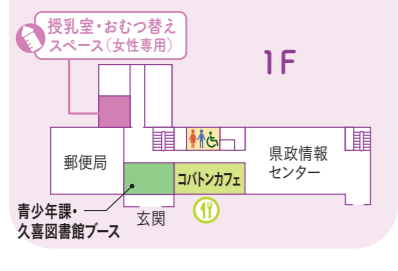 授乳室・おむつ替え
スペース(女性専用)
1F
郵便局
コバトンカフェ
県政情報
センター
青少年課・
久喜図書館ブース
玄関